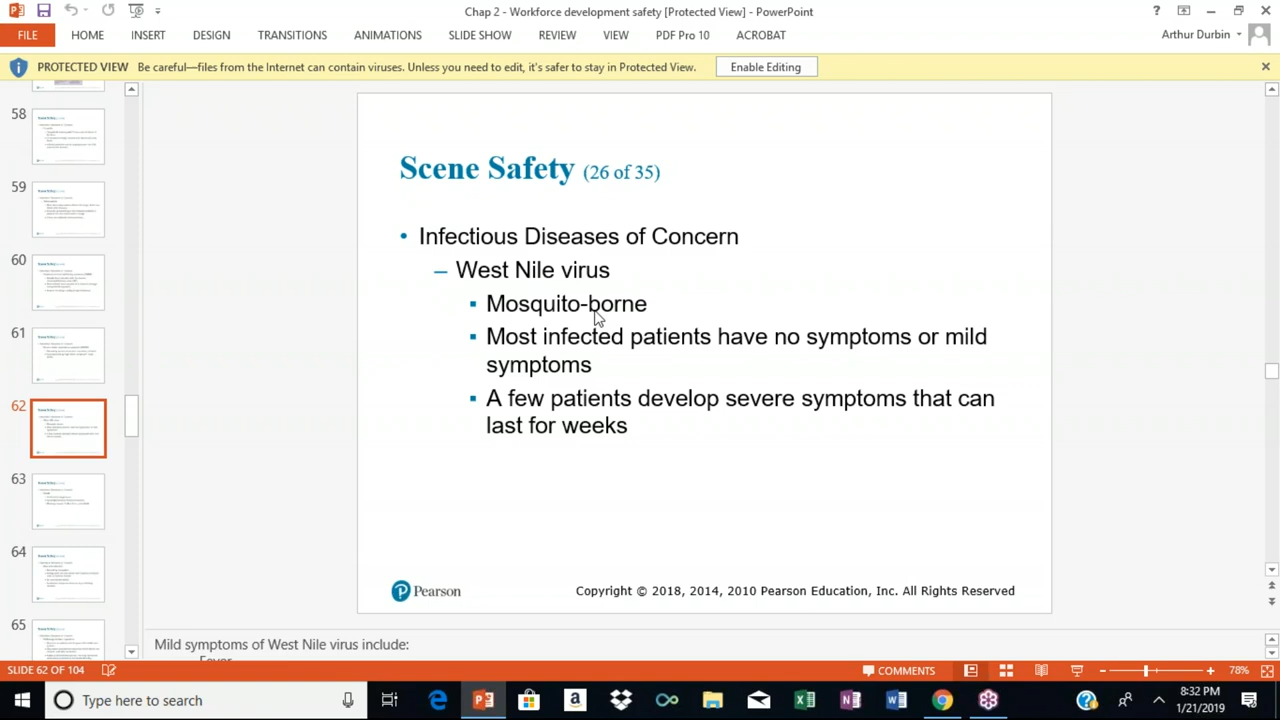 Chap 2 - Workforce development safety [Protected View] - PowerPoint
FILE HOME INSERT DESIGN TRANSITIONS ANIMATIONS SLIDE SHOW REVIEW VIEW PDF Pro 10 ACROBAT Arthur Durbin
PROTECTED VIEW Be careful—files from the Internet can contain viruses. Unless you need to edit, it's safer to stay in Protected View. Enable Editing
58
59
60
61
62
63
64
65
Scene Safety (26 of 35)
• Infectious Diseases of Concern
– West Nile virus
▪ Mosquito-borne
▪ Most infected patients have no symptoms or mild
symptoms
▪ A few patients develop severe symptoms that can
last for weeks
Pearson Copyright © 2018, 2014, 2010 Pearson Education, Inc. All Rights Reserved
Mild symptoms of West Nile virus include:
Fever
SLIDE 62 OF 104 COMMENTS 78%
Type here to search
8:32 PM
1/21/2019